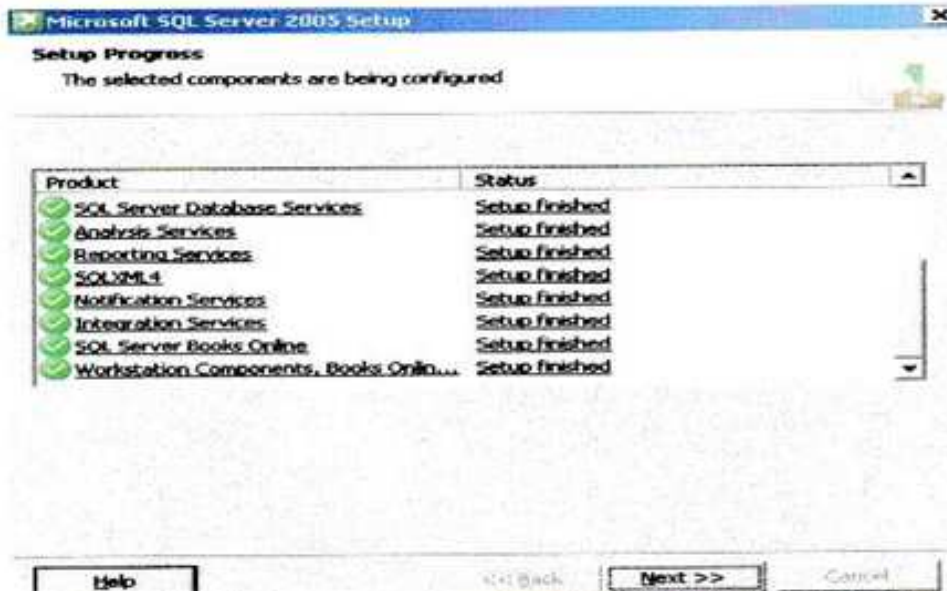 Microsoft SQL Server 2005 Setup
Setup Progress
The selected components are being configured
Product Status
SQL Server Database Services Setup finished
Analysis Services Setup finished
Reporting Services Setup finished
SQLXML4 Setup finished
Notification Services Setup finished
Integration Services Setup finished
SQL Server Books Online Setup finished
Workstation Components, Books Onlin... Setup finished
Help << Back Next >> Cancel